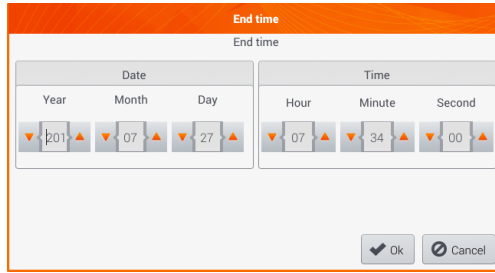 End time
End time
Date
Time
Year Month Day
Hour Minute Second
201 07 27
07 34 00
Ok Cancel